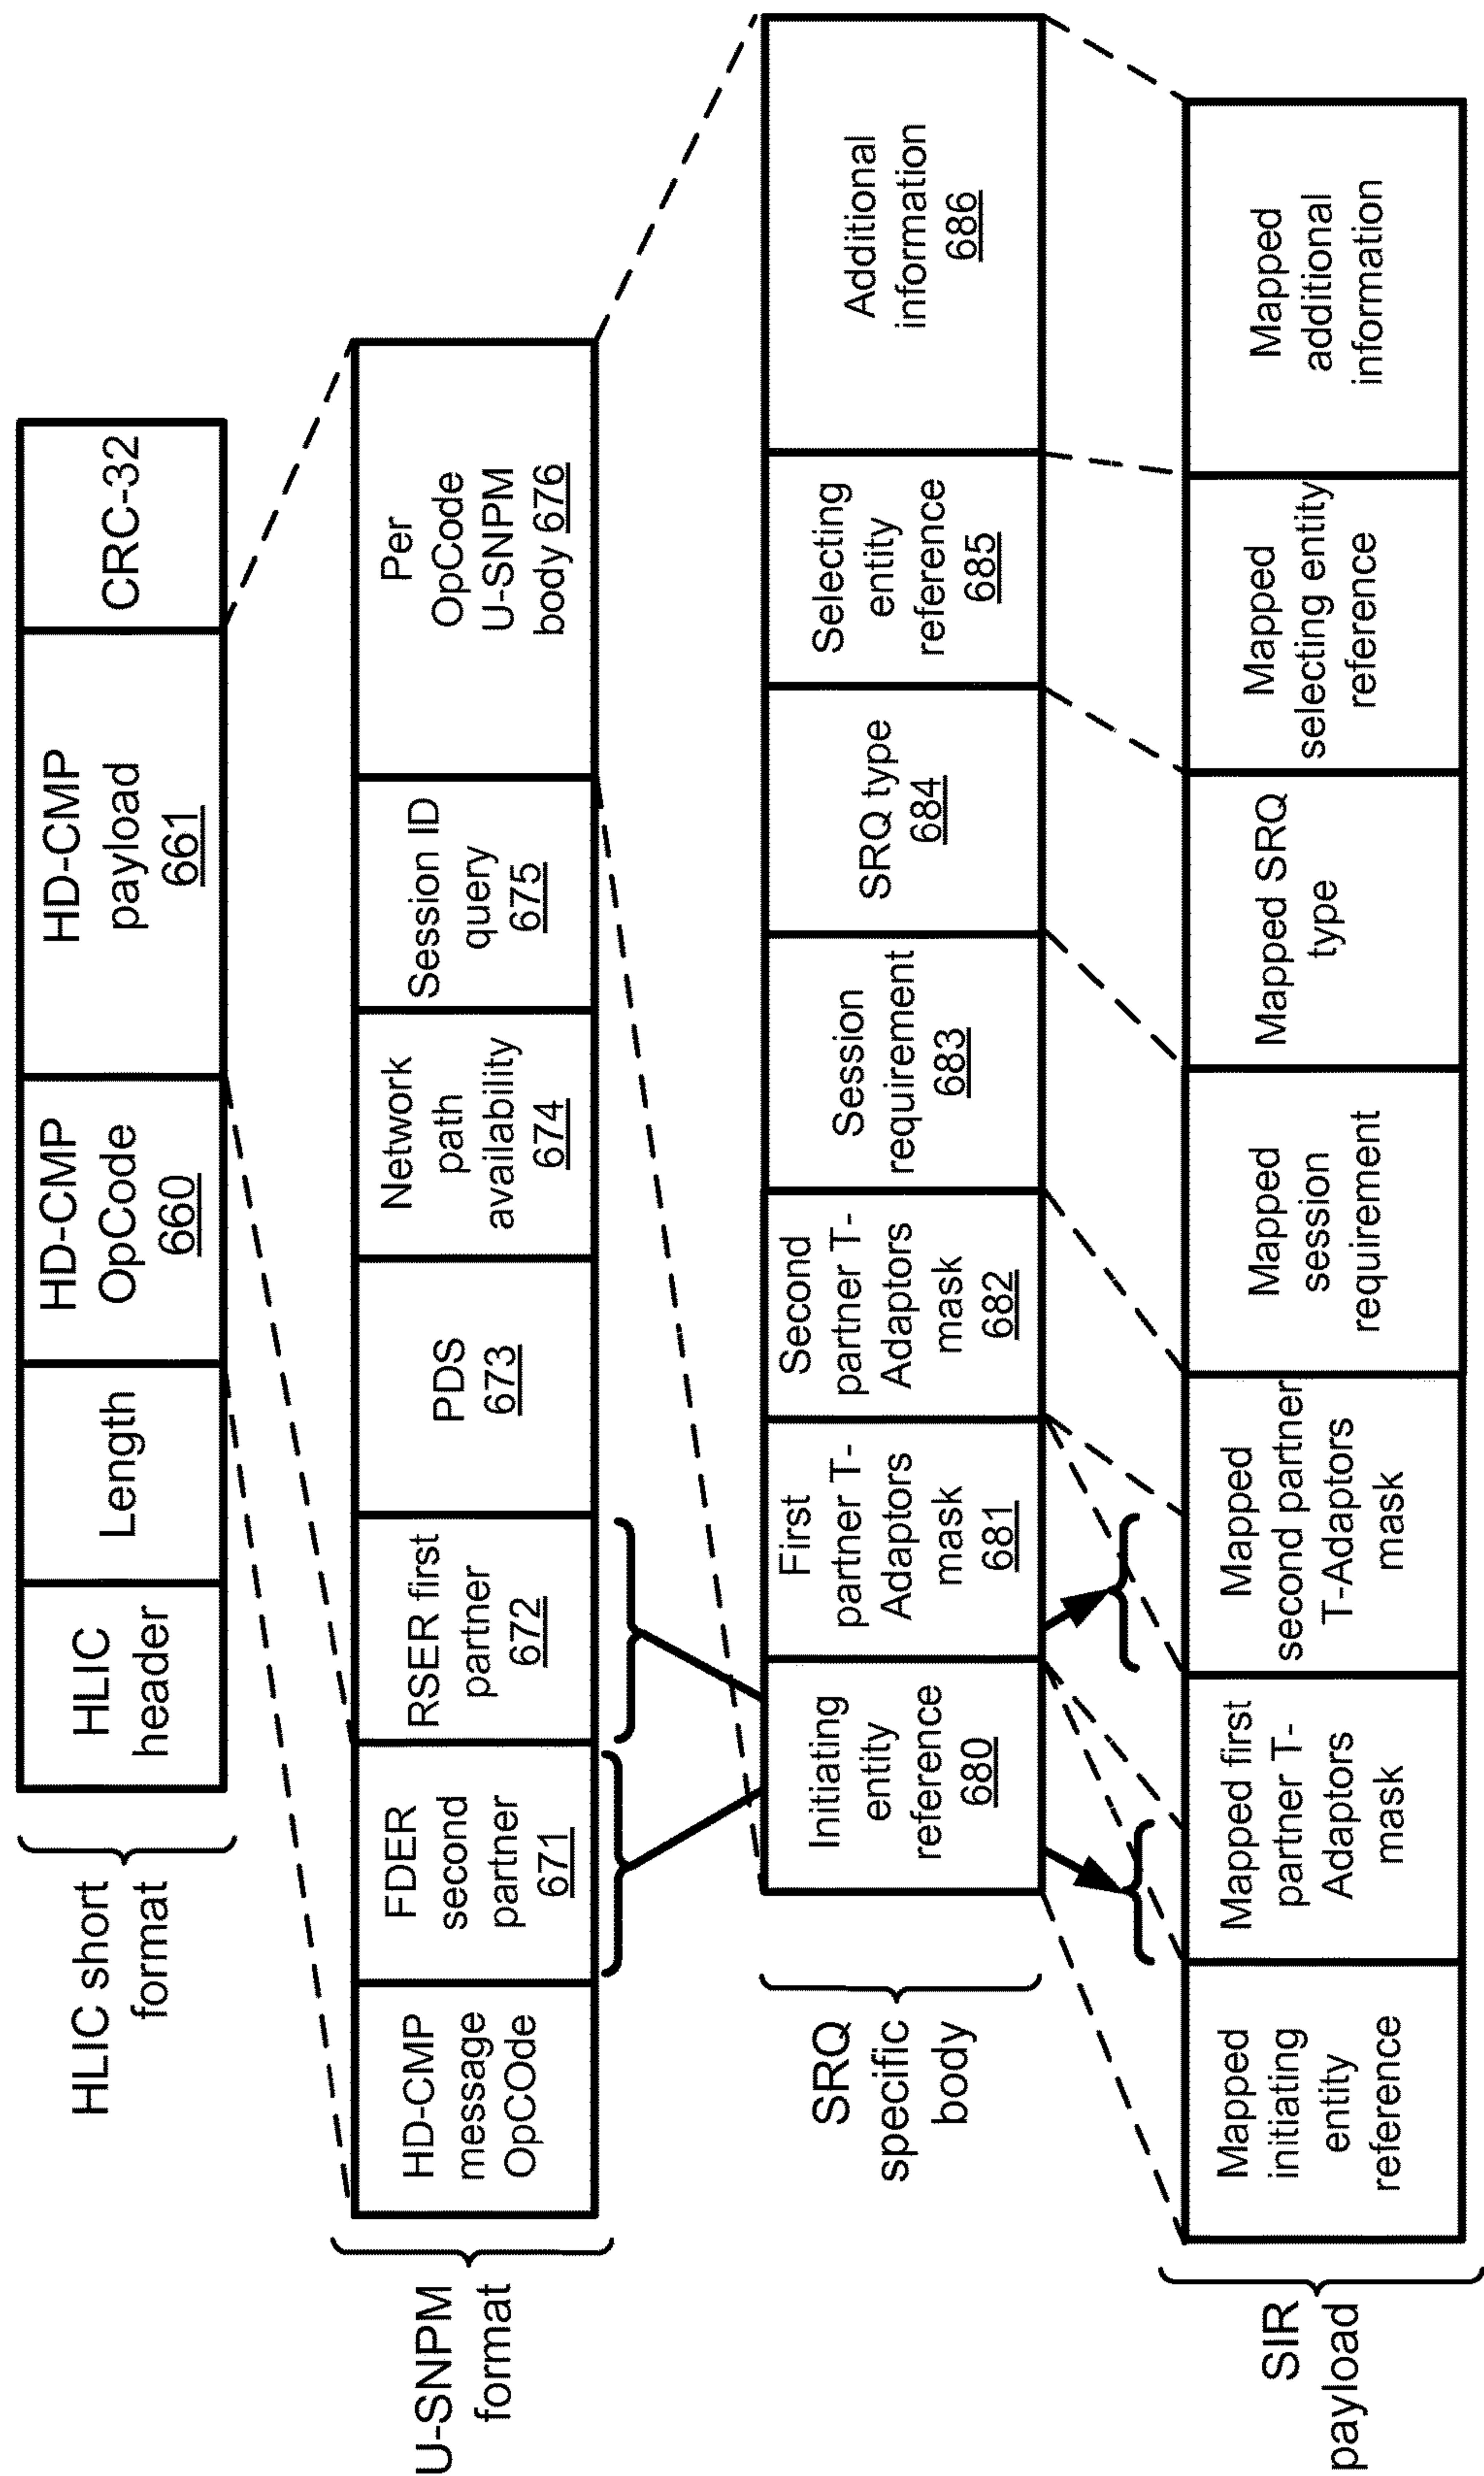 HLIC short
format
HLIC
header
Length
HD-CMP
OpCode
660
HD-CMP
payload
661
CRC-32
U-SNPM
format
HD-CMP
message
OpCOde
FDER
second
partner
671
RSER first
partner
672
PDS
673
Network
path
availability
674
Session ID
query
675
Per
OpCode
U-SNPM
body 676
SRQ
specific
body
Initiating
entity
reference
680
First
partner T-
Adaptors
mask
681
Second
partner T-
Adaptors
mask
682
Session
requirement
683
SRQ type
684
Selecting
entity
reference
685
Additional
information
686
SIR
payload
Mapped
initiating
entity
reference
Mapped first
partner T-
Adaptors
mask
Mapped
second partner
T-Adaptors
mask
Mapped
session
requirement
Mapped SRQ
type
Mapped
selecting entity
reference
Mapped
additional
information